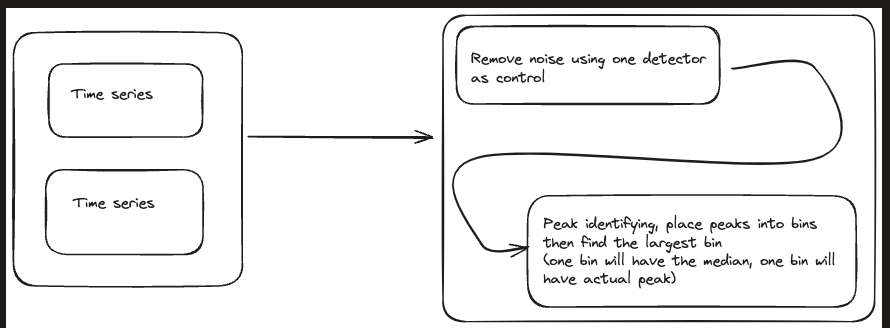 Time series
Time series
Remove noise using one detector
as control
Peak identifying, place peaks into bins
then find the largest bin
(one bin will have the median, one bin will
have actual peak)